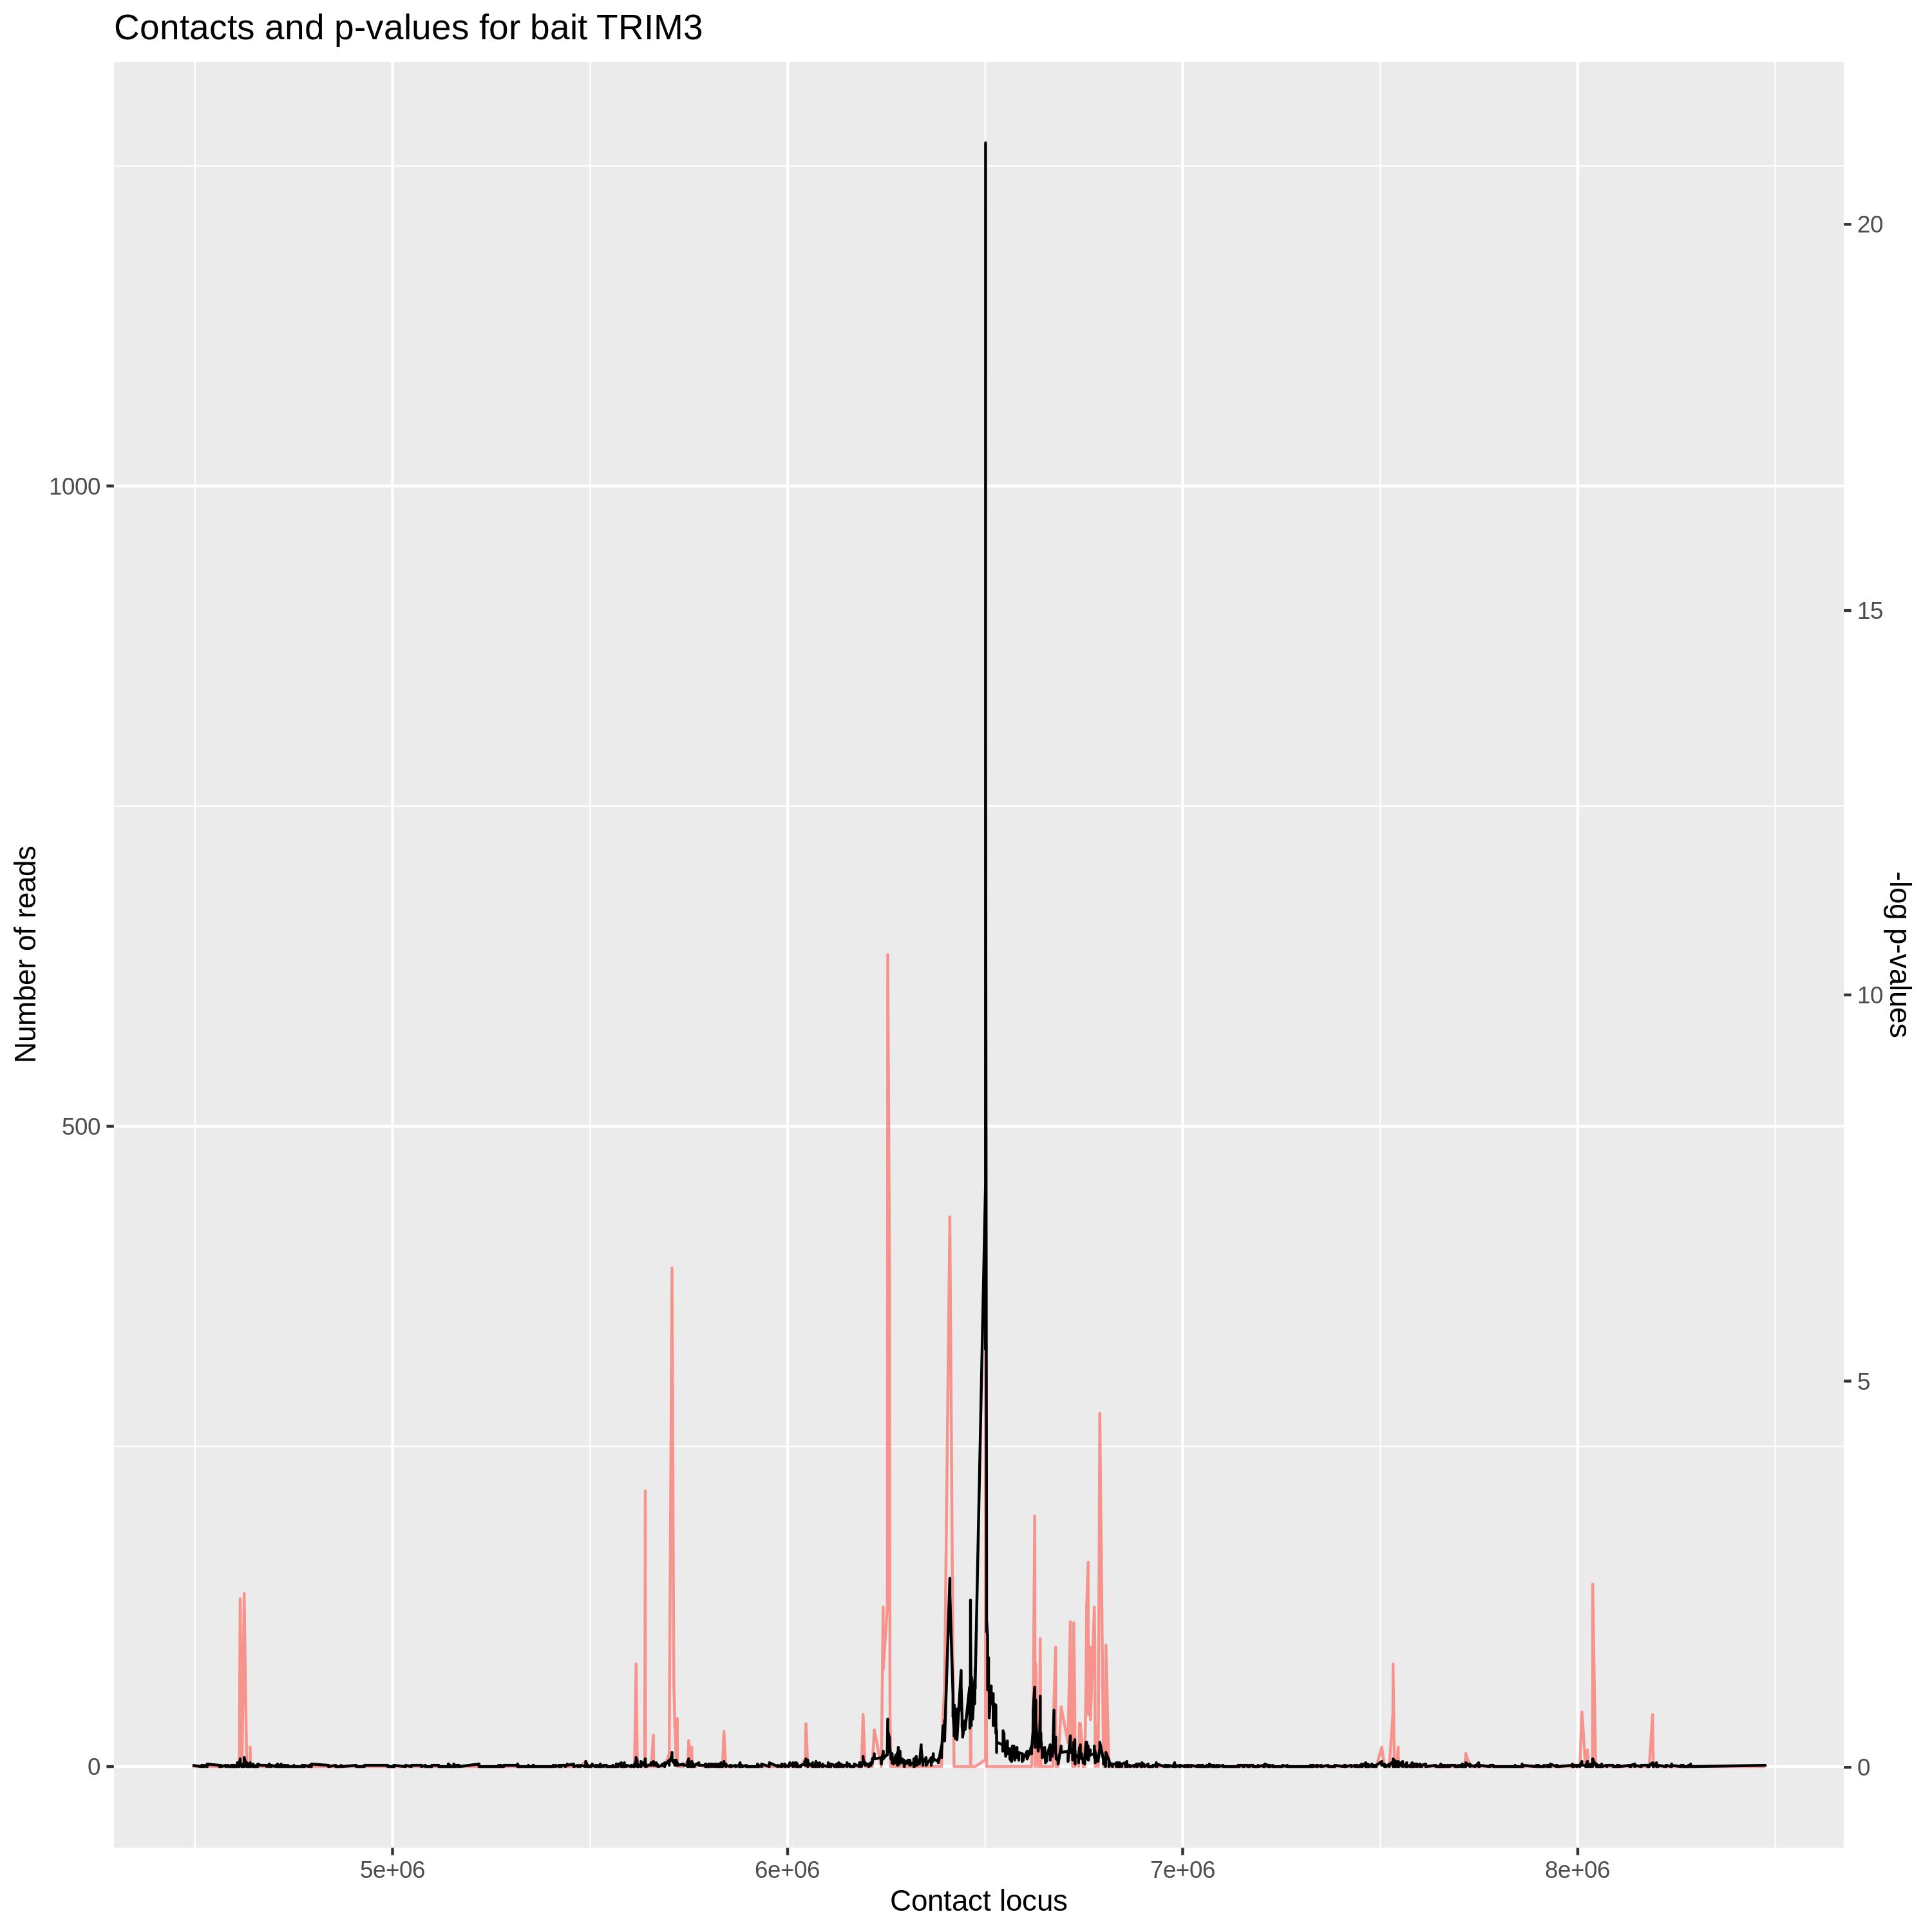 Contacts and p-values for bait TRIM3
Number of reads
1000
500
0
20
15
10
5
0
-log p-values
5e+06
6e+06
7e+06
8e+06
Contact locus